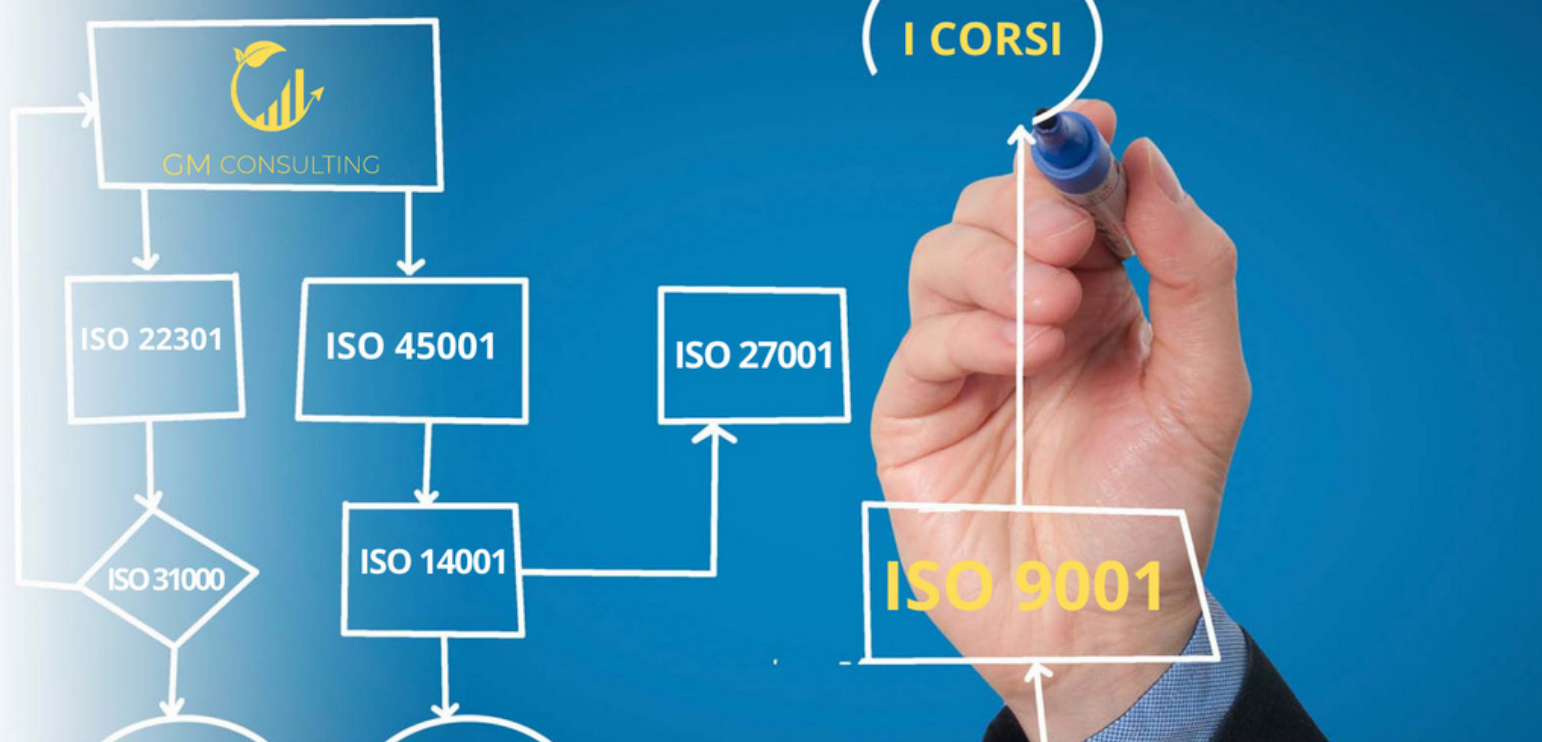 I CORSI
GM CONSULTING
ISO 22301
ISO 45001
ISO 27001
ISO 31000
ISO 14001
ISO 9001